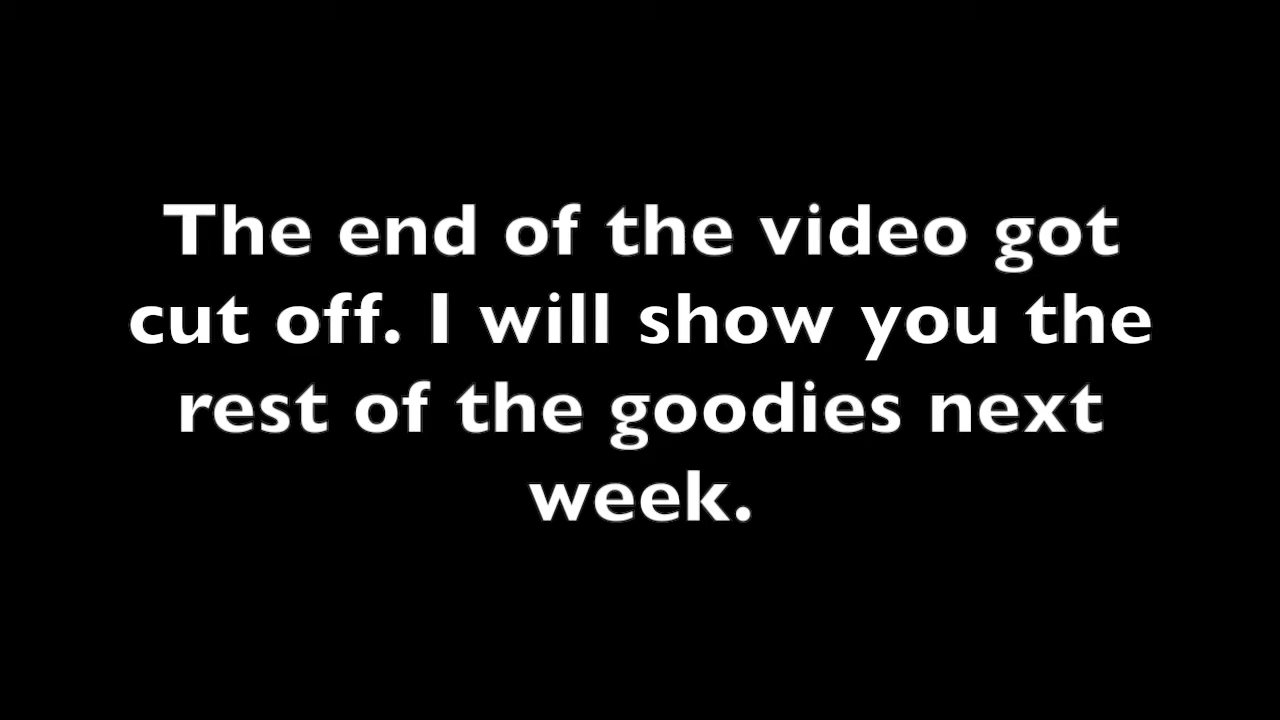 The end of the video got
cut off. I will show you the
rest of the goodies next
week.